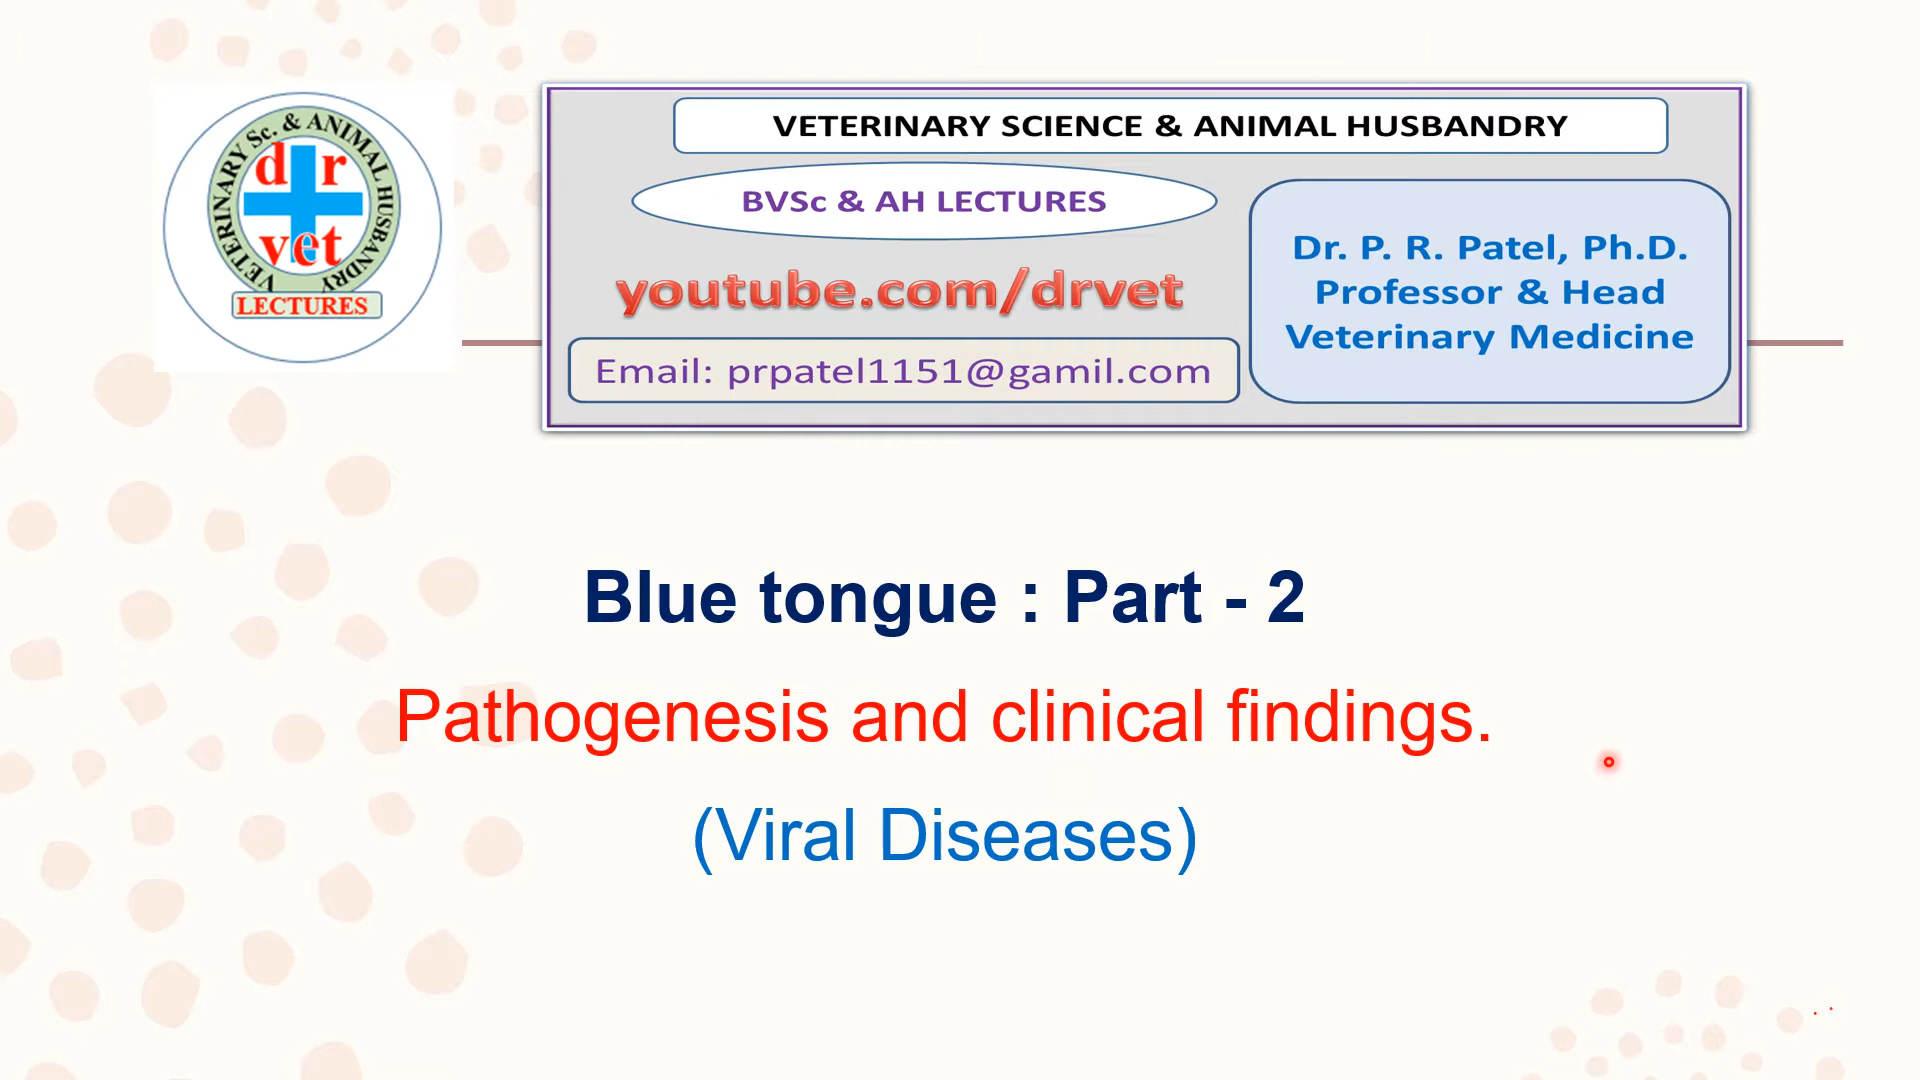 VETERINARY Sc. & ANIMAL HUSBANDRY
dr
vet
LECTURES
VETERINARY SCIENCE & ANIMAL HUSBANDRY
BVSc & AH LECTURES
youtube.com/drvet
Email: prpatel1151@gamil.com
Dr. P. R. Patel, Ph.D.
Professor & Head
Veterinary Medicine
Blue tongue : Part - 2
Pathogenesis and clinical findings.
(Viral Diseases)